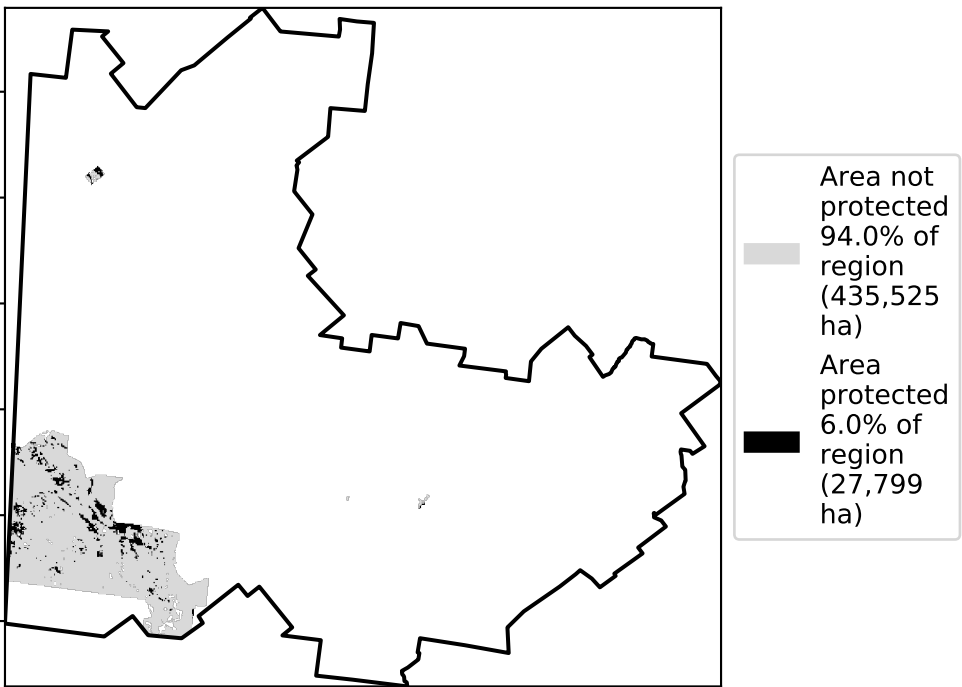 Area not
protected
94.0% of
region
(435,525
ha)
Area
protected
6.0% of
region
(27,799
ha)